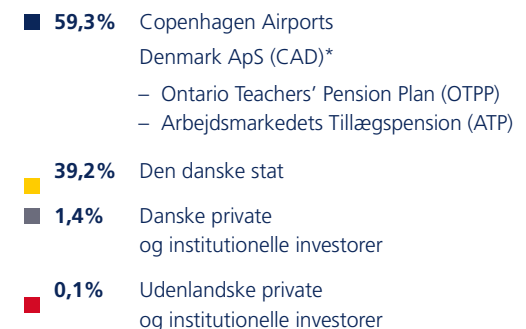 59,3% Copenhagen Airports
Denmark ApS (CAD)*
– Ontario Teachers' Pension Plan (OTPP)
– Arbejdsmarkedets Tillægspension (ATP)
39,2% Den danske stat
1,4% Danske private
og institutionelle investorer
0,1% Udenlandske private
og institutionelle investorer